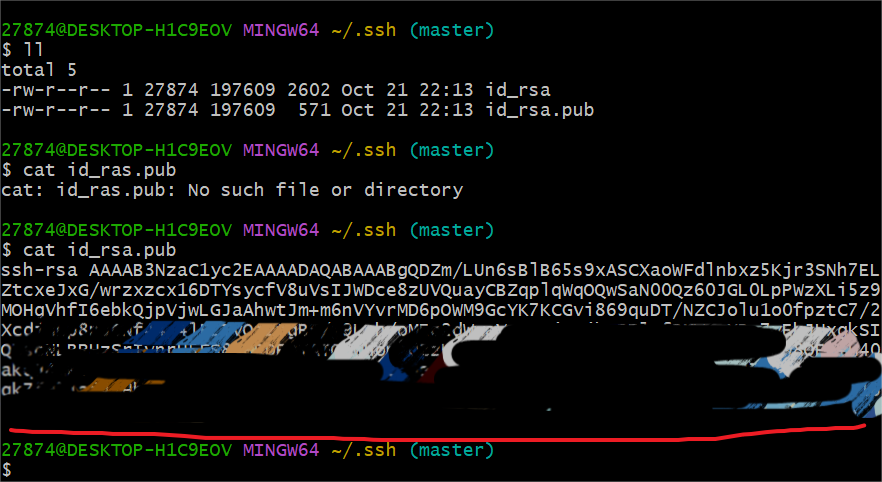 27874@DESKTOP-H1C9EOV MINGW64 ~/.ssh (master)
$ ll
total 5
-rw-r--r-- 1 27874 197609 2602 Oct 21 22:13 id_rsa
-rw-r--r-- 1 27874 197609  571 Oct 21 22:13 id_rsa.pub
27874@DESKTOP-H1C9EOV MINGW64 ~/.ssh (master)
$ cat id_ras.pub
cat: id_ras.pub: No such file or directory
27874@DESKTOP-H1C9EOV MINGW64 ~/.ssh (master)
$ cat id_rsa.pub
ssh-rsa AAAAB3NzaC1yc2EAAAADAQABAAABgQDZm/LUn6sBlB65s9xASCXaoWFdlnbxz5Kjr3SNh7EL
ZtcxeJxG/wrzxzcx16DTYsycfV8uVsIJWDce8zUVQuayCBZqplqWqOQwSaN0OQz60JGL0LpPWzXLi5z9
MOHgVhfI6ebkQjpVjwLGJaAhwtJm+m6nVYvrMD6pOWM9GcYK7KCGvi869quDT/NZCJolu1oOfpztc7/2
27874@DESKTOP-H1C9EOV MINGW64 ~/.ssh (master)
$